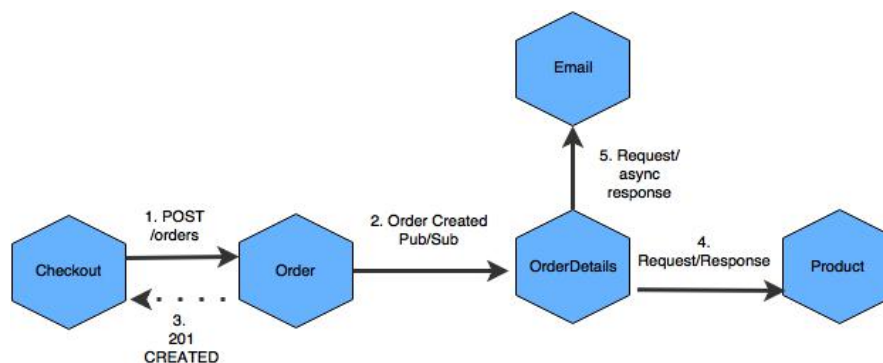 Email
5. Request/
async
response
1. POST
/orders
2. Order Created
Pub/Sub
4.
Request/Response
Checkout
Order
OrderDetails
Product
3.
201
CREATED